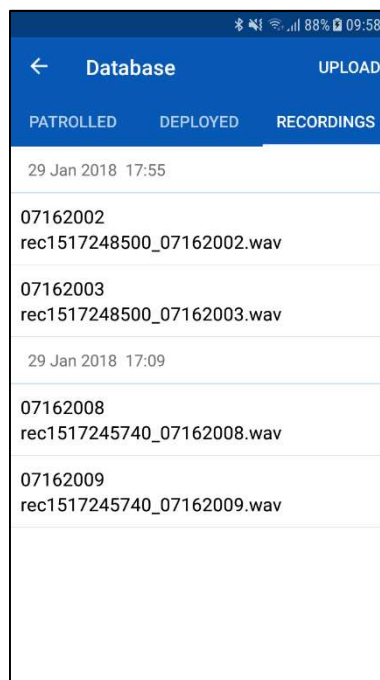 88% 09:58
Database UPLOAD
PATROLLED DEPLOYED RECORDINGS
29 Jan 2018 17:55
07162002
rec1517248500_07162002.wav
07162003
rec1517248500_07162003.wav
29 Jan 2018 17:09
07162008
rec1517245740_07162008.wav
07162009
rec1517245740_07162009.wav